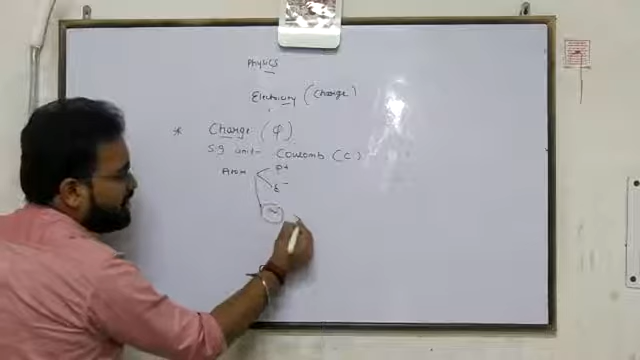 Physics
Electricity (Charge)
* Charge (φ)
S.I unit - Coulomb (C)
Atom P+
e-